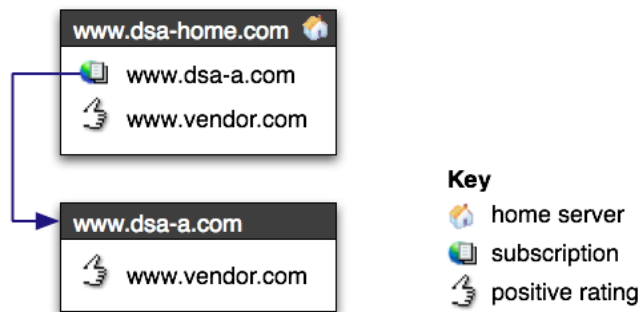 www.dsa-home.com
www.dsa-a.com
www.vendor.com
www.dsa-a.com
www.vendor.com
Key
home server
subscription
positive rating